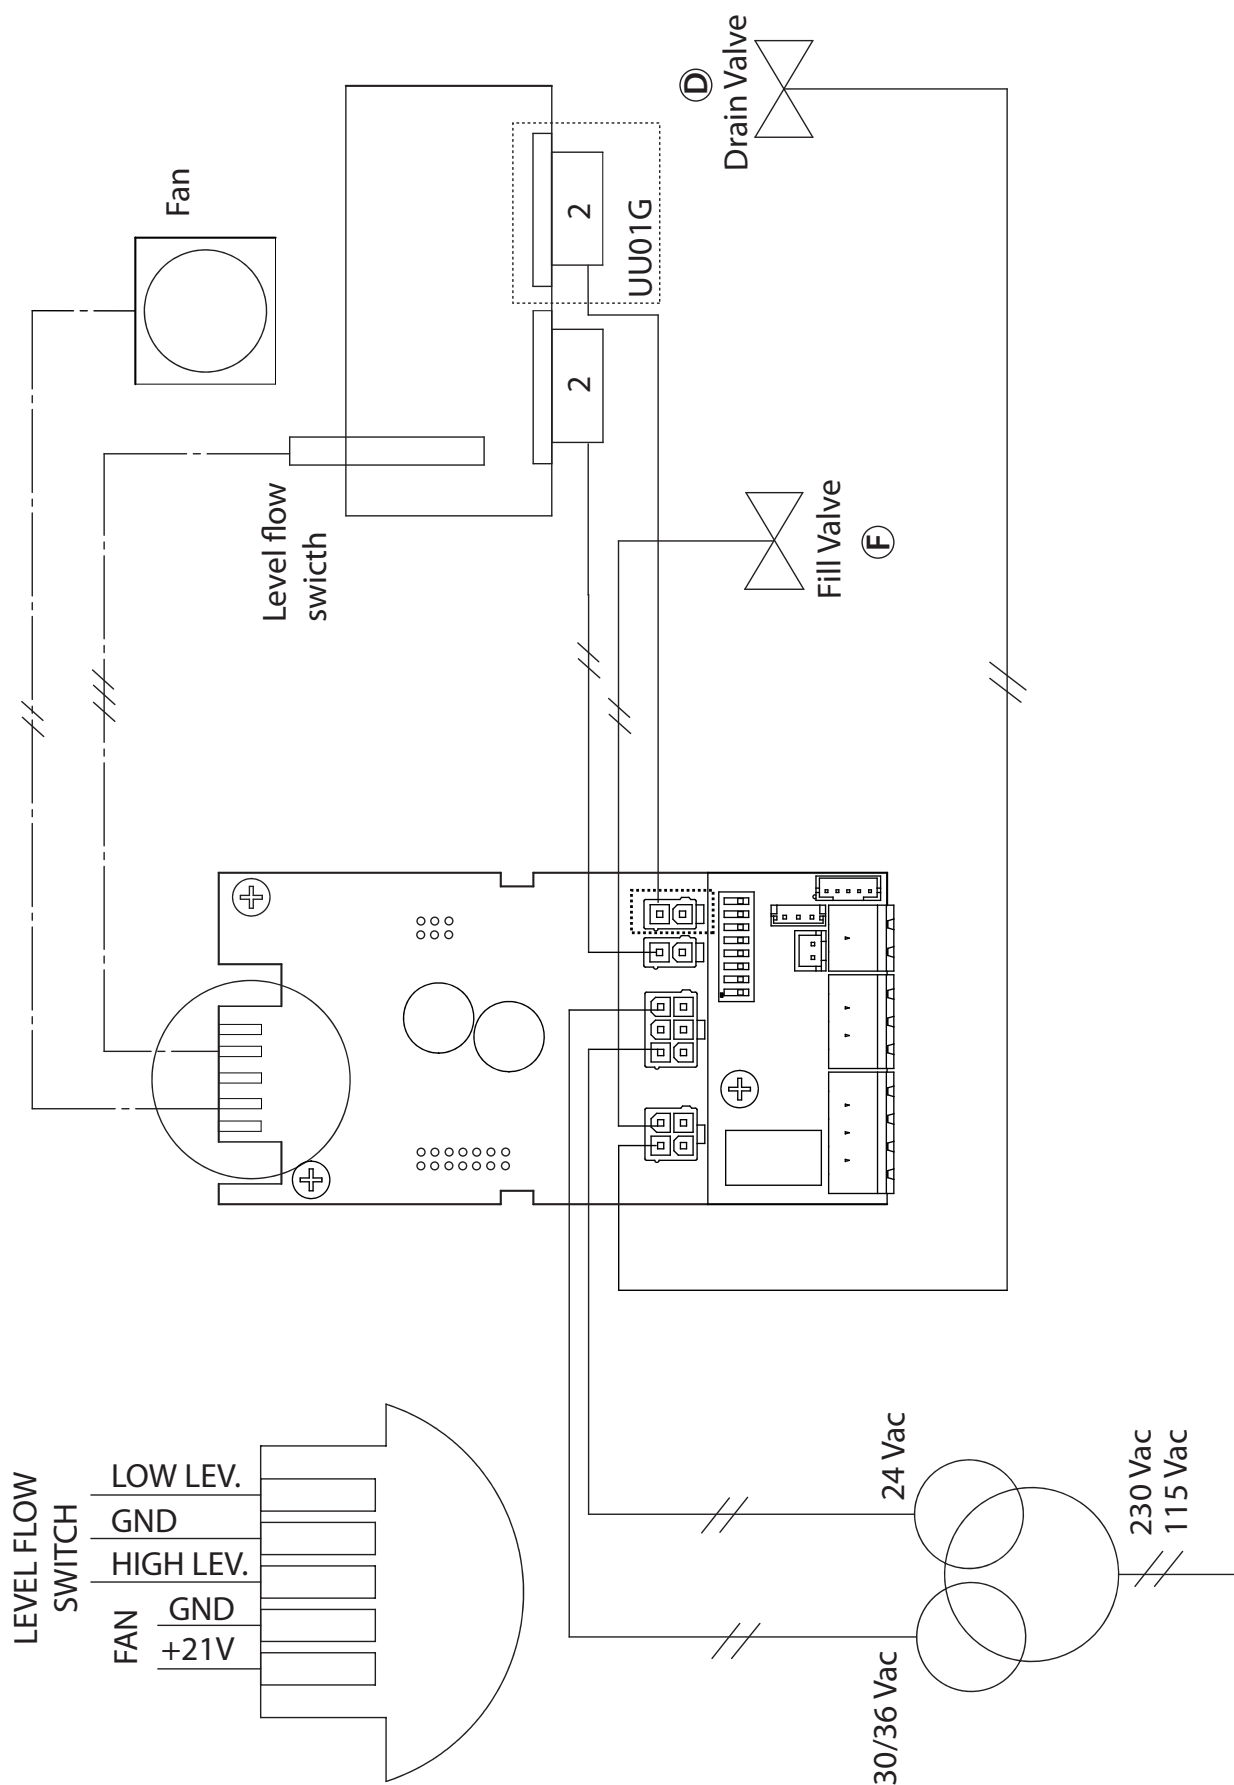 Fan
Level flow
swicth
2
2
UU01G
D
Drain Valve
Fill Valve
F
LEVEL FLOW
SWITCH
LOW LEV.
GND
HIGH LEV.
FAN
GND
+21V
24 Vac
30/36 Vac
230 Vac
115 Vac